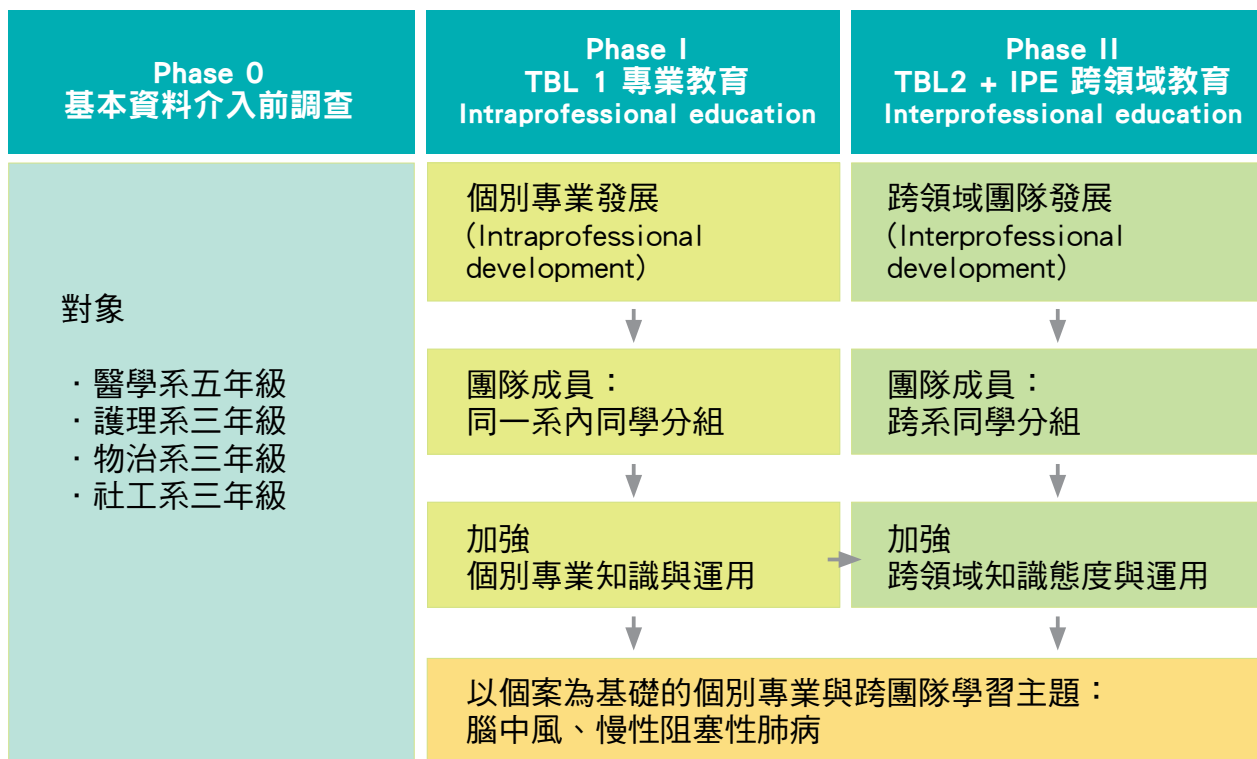 Phase 0
基本資料介入前調查
Phase I
TBL 1 專業教育
Intraprofessional education
Phase II
TBL2 + IPE 跨領域教育
Interprofessional education
對象
・醫學系五年級
・護理系三年級
・物治系三年級
・社工系三年級
個別專業發展
(Intraprofessional
development)
跨領域團隊發展
(Interprofessional
development)
團隊成員：
同一系內同學分組
團隊成員：
跨系同學分組
加強
個別專業知識與運用
加強
跨領域知識態度與運用
以個案為基礎的個別專業與跨團隊學習主題：
腦中風、慢性阻塞性肺病